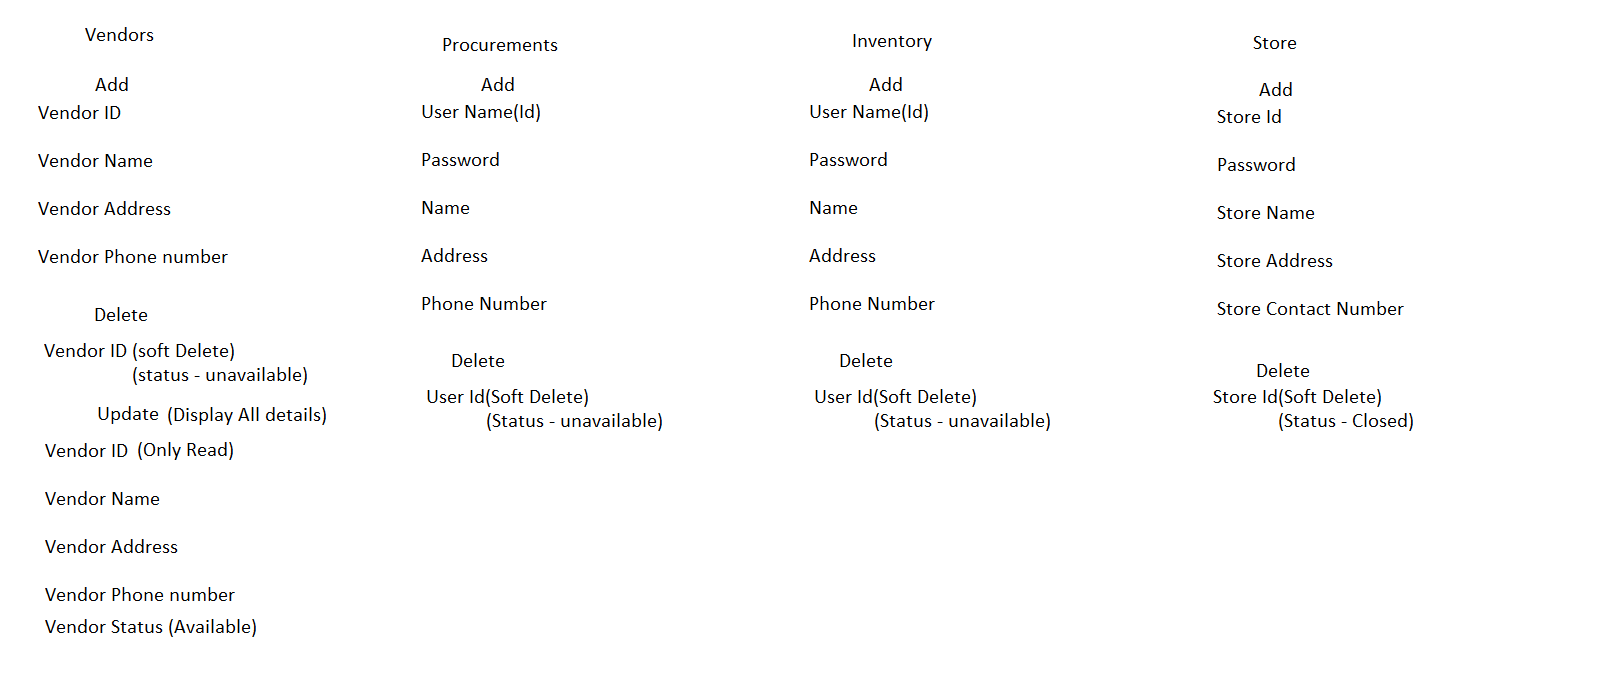 Vendors
Add
Vendor ID
Vendor Name
Vendor Address
Vendor Phone number
Delete
Vendor ID (soft Delete)
(status - unavailable)
Update (Display All details)
Vendor ID (Only Read)
Vendor Name
Vendor Address
Vendor Phone number
Vendor Status (Available)
Procurements
Add
User Name(Id)
Password
Name
Address
Phone Number
Delete
User Id(Soft Delete)
(Status - unavailable)
Inventory
Add
User Name(Id)
Password
Name
Address
Phone Number
Delete
User Id(Soft Delete)
(Status - unavailable)
Store
Add
Store Id
Password
Store Name
Store Address
Store Contact Number
Delete
Store Id(Soft Delete)
(Status - Closed)